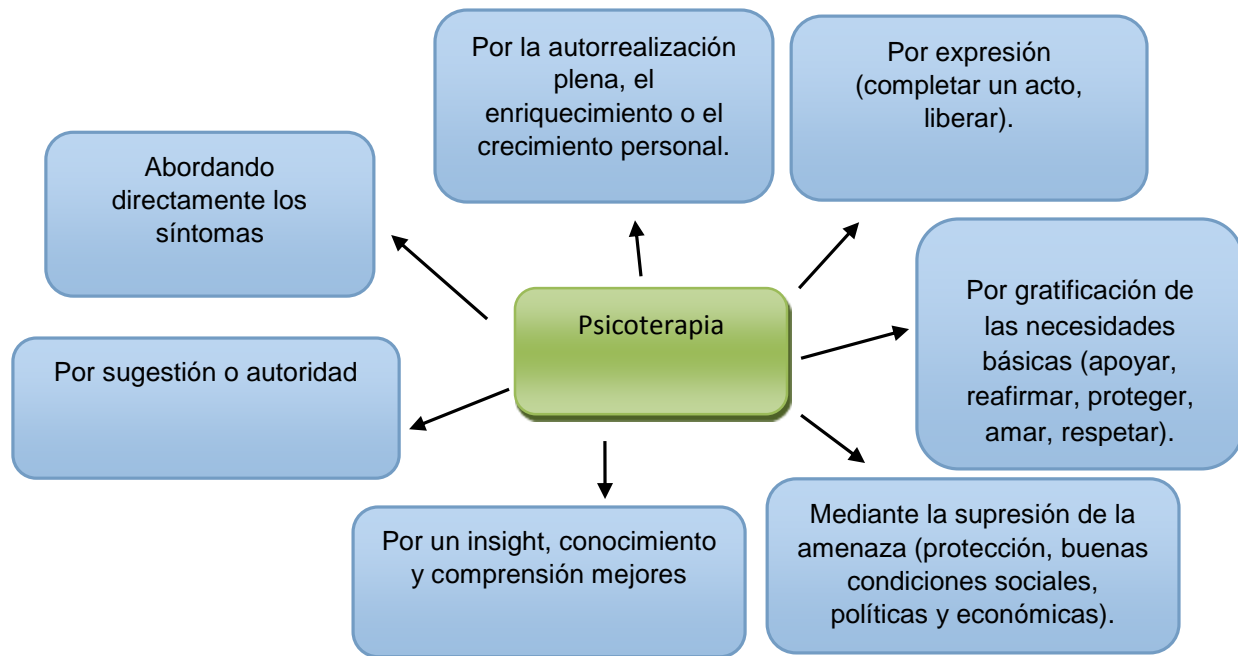 Por la autorrealización
plena, el
enriquecimiento o el
crecimiento personal.
Por expresión
(completar un acto,
liberar).
Abordando
directamente los
síntomas
Psicoterapia
Por gratificación de
las necesidades
básicas (apoyar,
reafirmar, proteger,
amar, respetar).
Por sugestión o autoridad
Por un insight, conocimiento
y comprensión mejores
Mediante la supresión de la
amenaza (protección, buenas
condiciones sociales,
políticas y económicas).